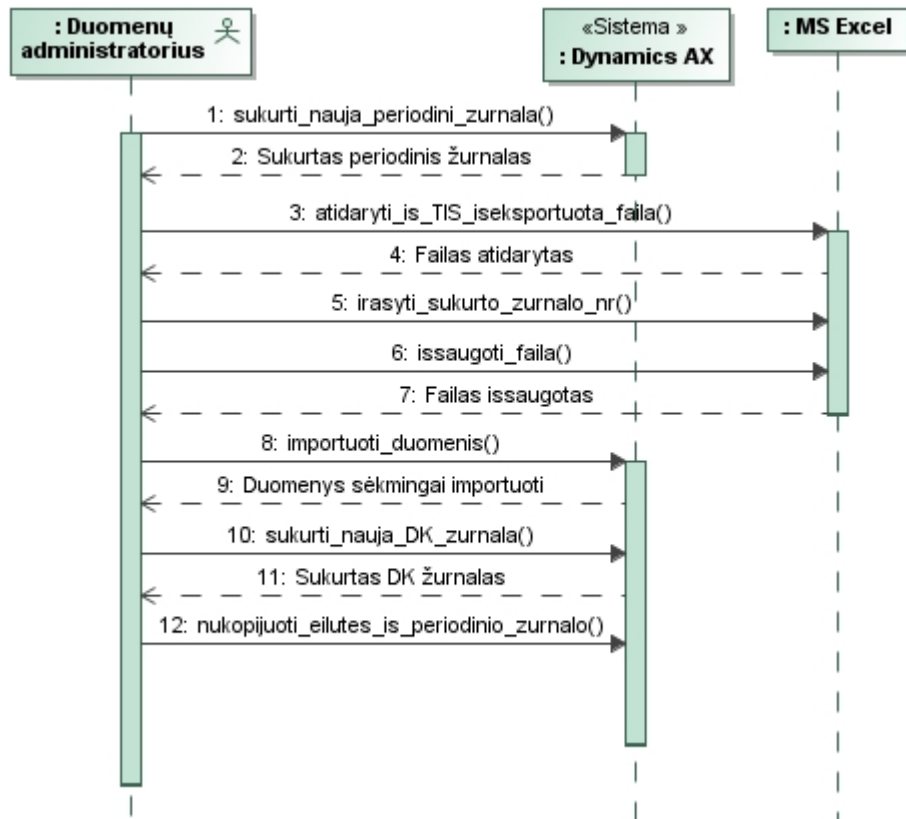 : Duomenų
administratorius
«Sistema »
: Dynamics AX
: MS Excel
1: sukurti_nauja_periodini_zurnala()
2: Sukurtas periodinis žurnalas
3: atidaryti_is_TIS_iseksportuota_faila()
4: Failas atidarytas
5: irasyti_sukurto_zurnalo_nr()
6: issaugoti_faila()
7: Failas issaugotas
8: importuoti_duomenis()
9: Duomenys sėkmingai importuoti
10: sukurti_nauja_DK_zurnala()
11: Sukurtas DK žurnalas
12: nukopijuoti_eilutes_is_periodinio_zurnalo()